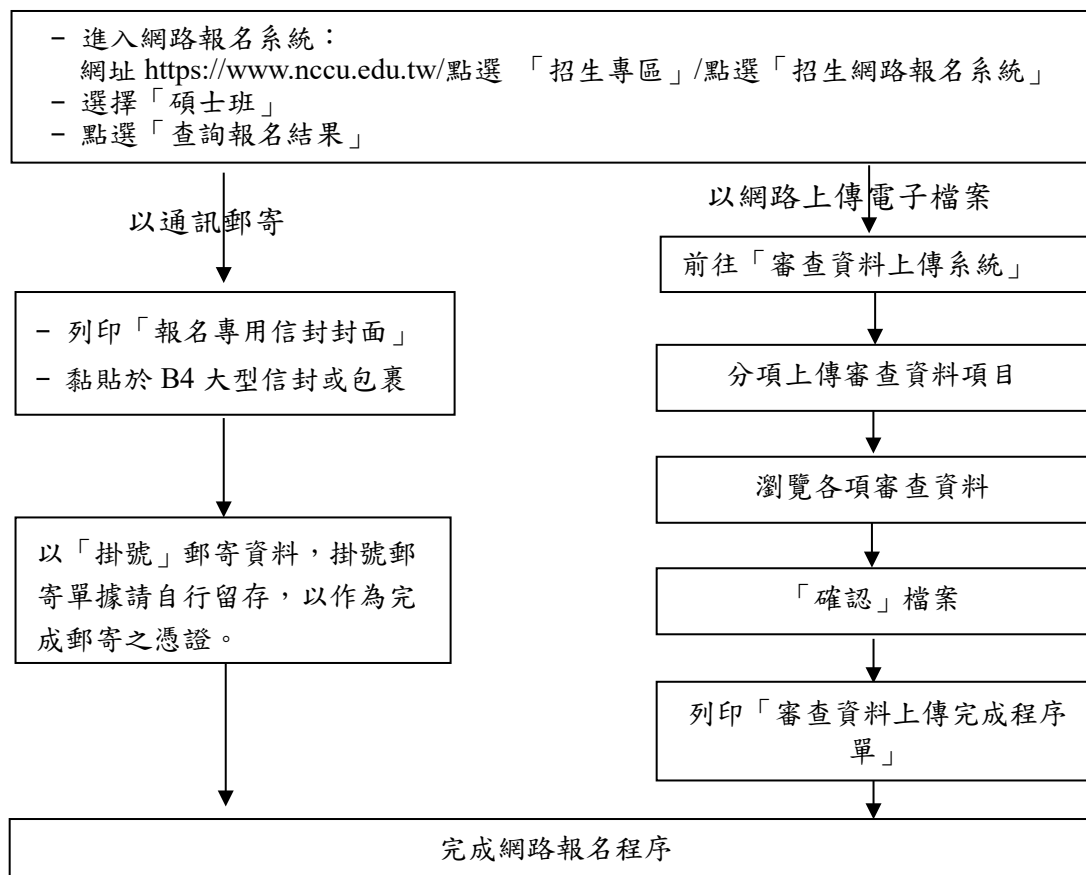 - 進入網路報名系統：
網址 https://www.nccu.edu.tw/點選 「招生專區」/點選「招生網路報名系統」
- 選擇「碩士班」
- 點選「查詢報名結果」
以通訊郵寄
- 列印「報名專用信封封面」
- 黏貼於 B4 大型信封或包裹
以「掛號」郵寄資料，掛號郵
寄單據請自行留存，以作為完
成郵寄之憑證。
以網路上傳電子檔案
前往「審查資料上傳系統」
分項上傳審查資料項目
瀏覽各項審查資料
「確認」檔案
列印「審查資料上傳完成程序
單」
完成網路報名程序